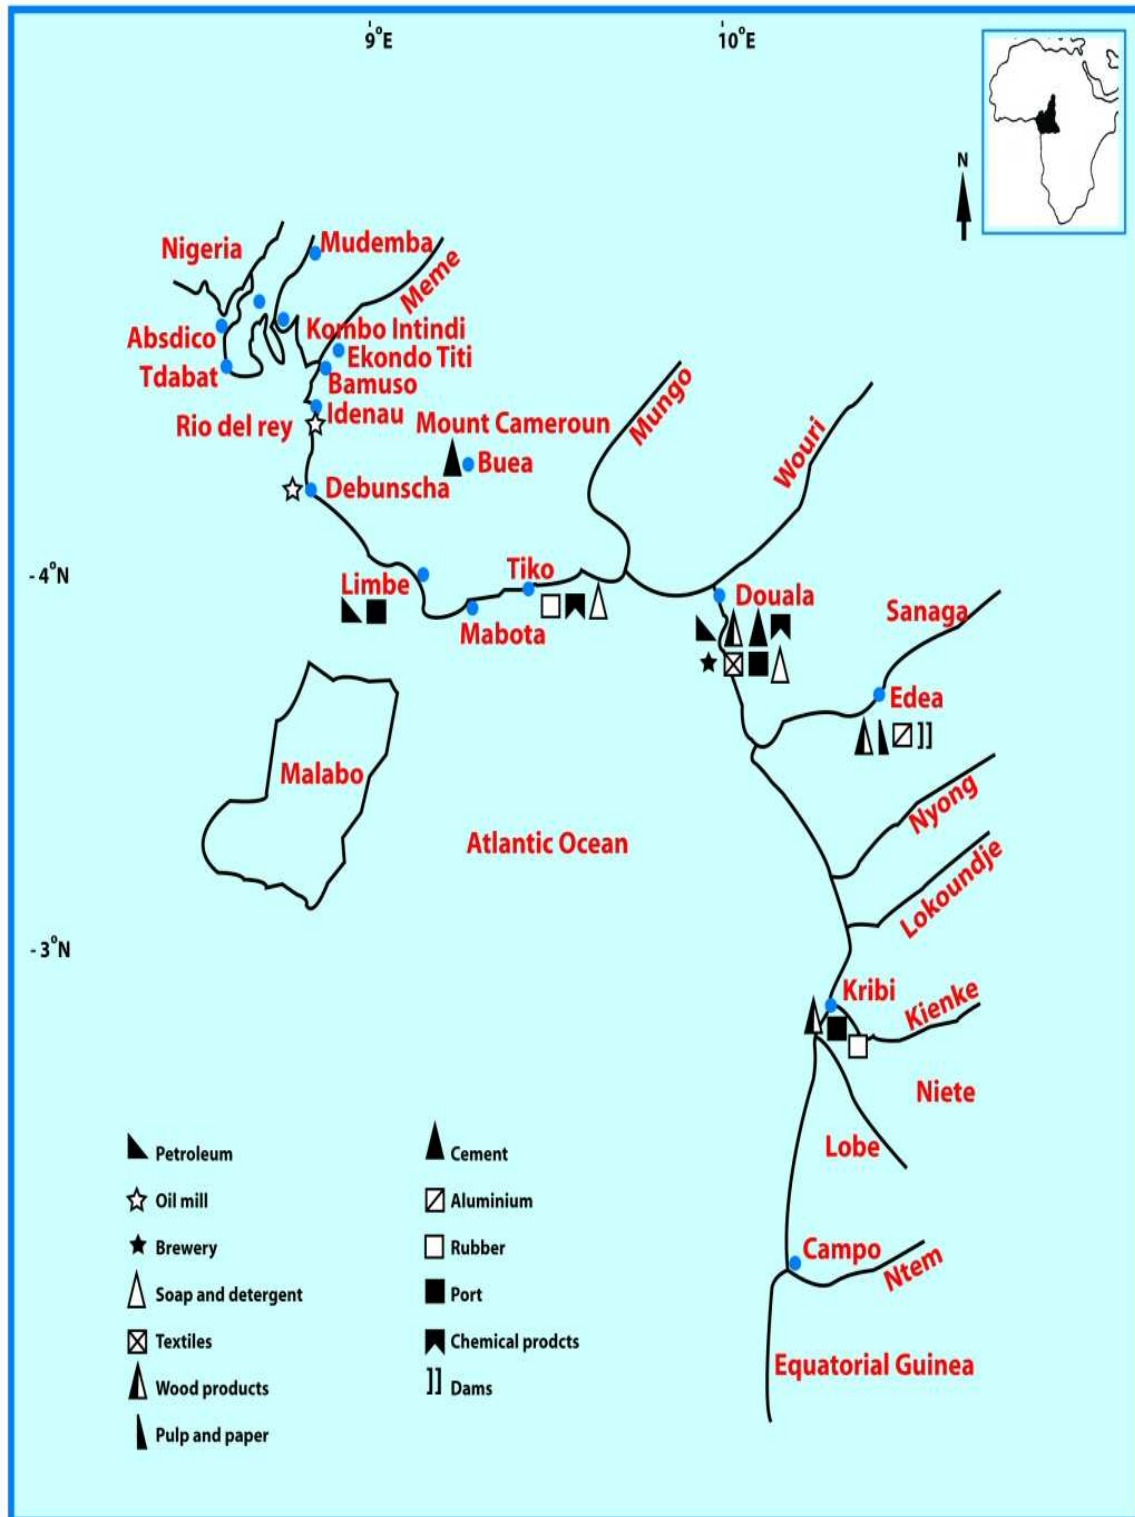 9°E
10°E
N
Nigeria
Mudemba
Meme
Absdico
Kombo Intindi
Ekondo Titi
Tdabat
Bamuso
Idenau
Rio del rey
Mount Cameroun
Mungo
Wouri
Buea
Debunscha
- 4°N
Limbe
Tiko
Mabota
Douala
Sanaga
Edea
Malabo
Atlantic Ocean
Nyong
Lokoundje
- 3°N
Kribi
Kienke
Niete
Lobe
Campo
Ntem
Equatorial Guinea
Petroleum
Oil mill
Brewery
Soap and detergent
Textiles
Wood products
Pulp and paper
Cement
Aluminium
Rubber
Port
Chemical prodcts
Dams